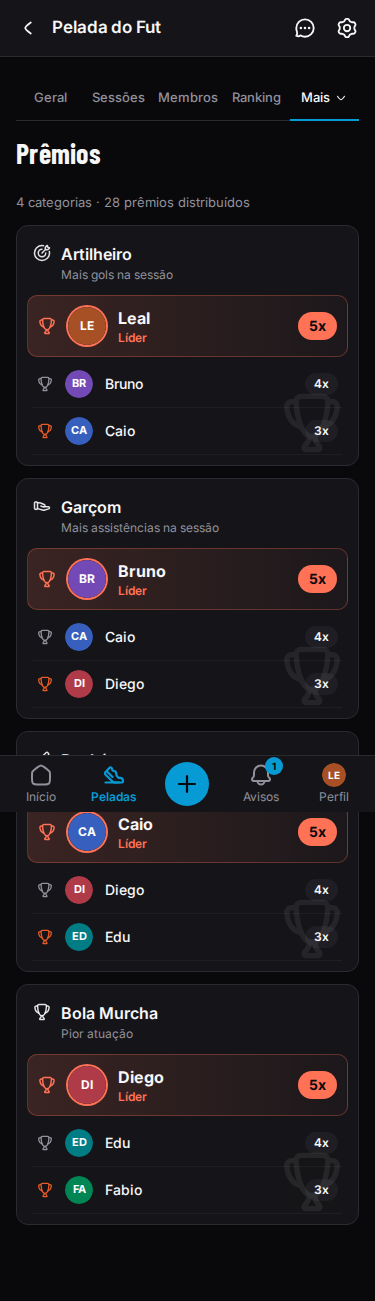 Pelada do Fut
Geral Sessões Membros Ranking Mais
Prêmios
4 categorias · 28 prêmios distribuídos
Artilheiro
Mais gols na sessão
LE Leal 5x
Líder
BR Bruno 4x
CA Caio 3x
Garçom
Mais assistências na sessão
BR Bruno 5x
Líder
CA Caio 4x
DI Diego 3x
1
LE
Início Peladas Avisos Perfil
CA Caio 5x
Líder
DI Diego 4x
ED Edu 3x
Bola Murcha
Pior atuação
DI Diego 5x
Líder
ED Edu 4x
FA Fabio 3x